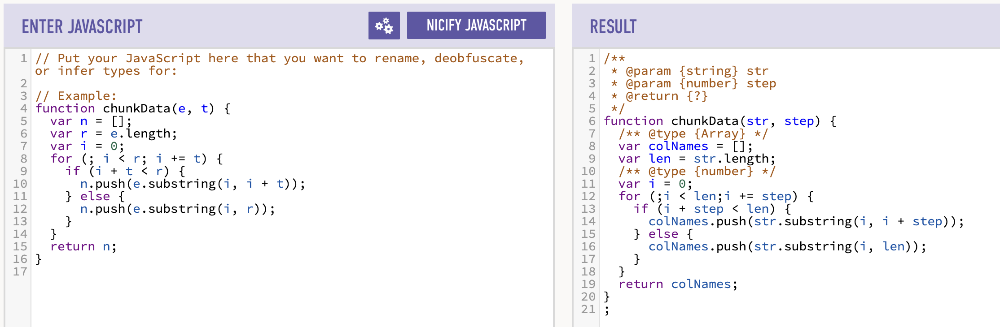 ENTER JAVASCRIPT
NICIFY JAVASCRIPT
1 // Put your JavaScript here that you want to rename, deobfuscate,
or infer types for:
2
3 // Example:
4 function chunkData(e, t) {
5   var n = [];
6   var r = e.length;
7   var i = 0;
8   for (; i < r; i += t) {
9     if (i + t < r) {
10       n.push(e.substring(i, i + t));
11     } else {
12       n.push(e.substring(i, r));
13     }
14   }
15   return n;
16 }
17
RESULT
1 /**
2  * @param {string} str
3  * @param {number} step
4  * @return {?}
5  */
6 function chunkData(str, step) {
7   /** @type {Array} */
8   var colNames = [];
9   var len = str.length;
10   /** @type {number} */
11   var i = 0;
12   for (;i < len;i += step) {
13     if (i + step < len) {
14       colNames.push(str.substring(i, i + step));
15     } else {
16       colNames.push(str.substring(i, len));
17     }
18   }
19   return colNames;
20 }
21 ;